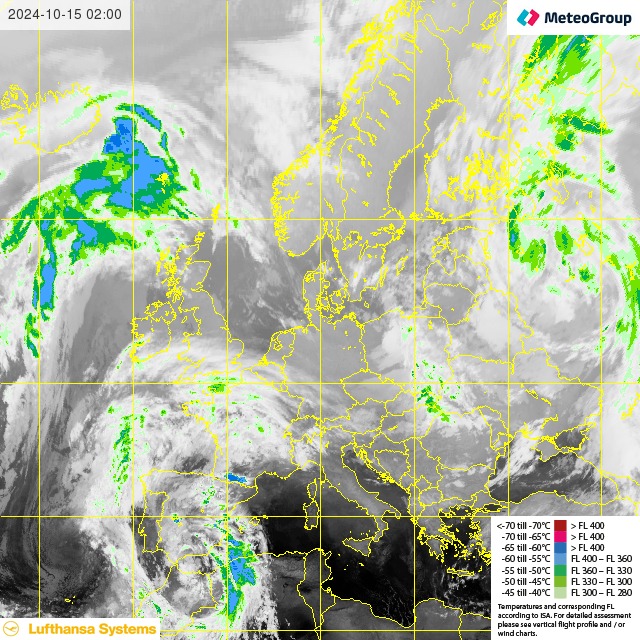 2024-10-15 02:00
MeteoGroup
<-70 till -70°C > FL 400
-70 till -65°C > FL 400
-65 till -60°C > FL 400
-60 till -55°C FL 400 – FL 360
-55 till -50°C FL 360 – FL 330
-50 till -45°C FL 330 – FL 300
-45 till -40°C FL 300 – FL 280
Temperatures and corresponding FL
according to ISA. For detailed assessment
please see vertical flight profile and / or
wind charts.
Lufthansa Systems